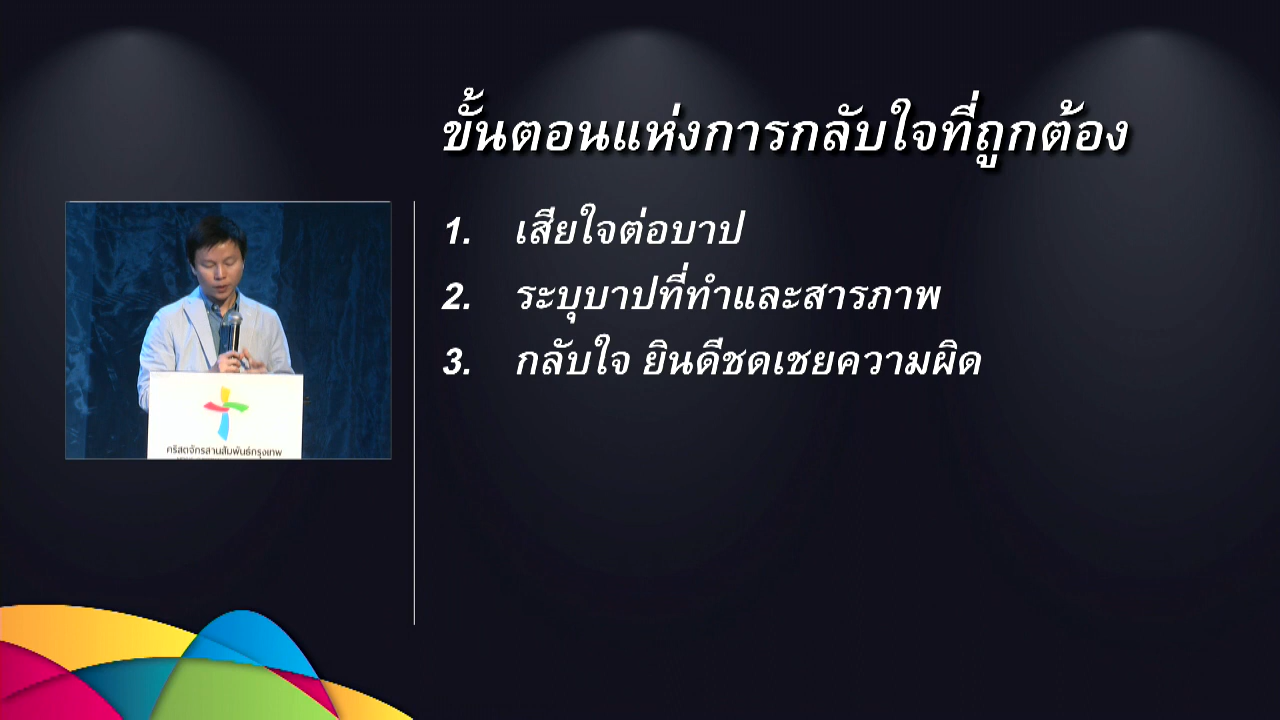 ขั้นตอนแห่งการกลับใจที่ถูกต้อง
1. เสียใจต่อบาป
2. ระบุบาปที่ทำและสารภาพ
3. กลับใจ ยินดีชดเชยความผิด
คริสตจักรสานสัมพันธ์กรุงเทพ